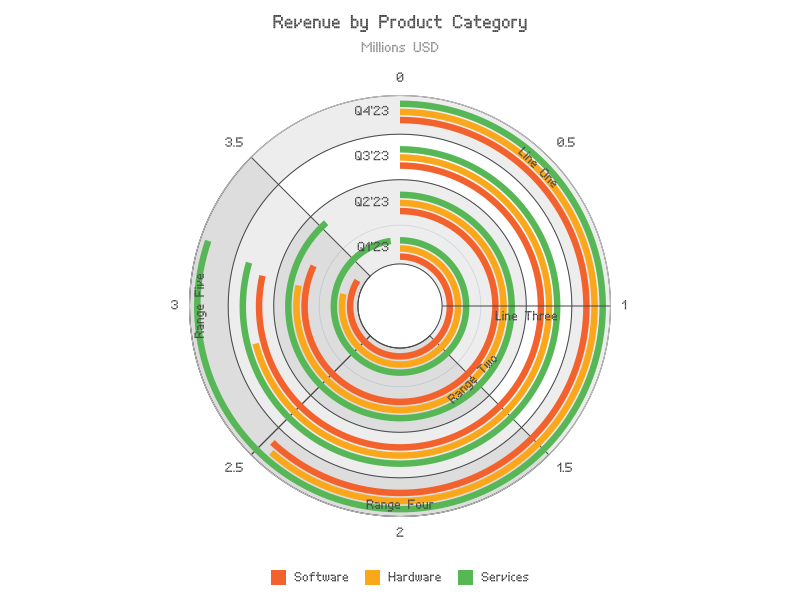 Revenue by Product Category
Millions USD
0
Q4'23
3.5
0.5
Line One
Q3'23
Q2'23
Q1'23
3
Range Five
Line Three
1
Range Two
2.5
1.5
Range Four
2
Software
Hardware
Services